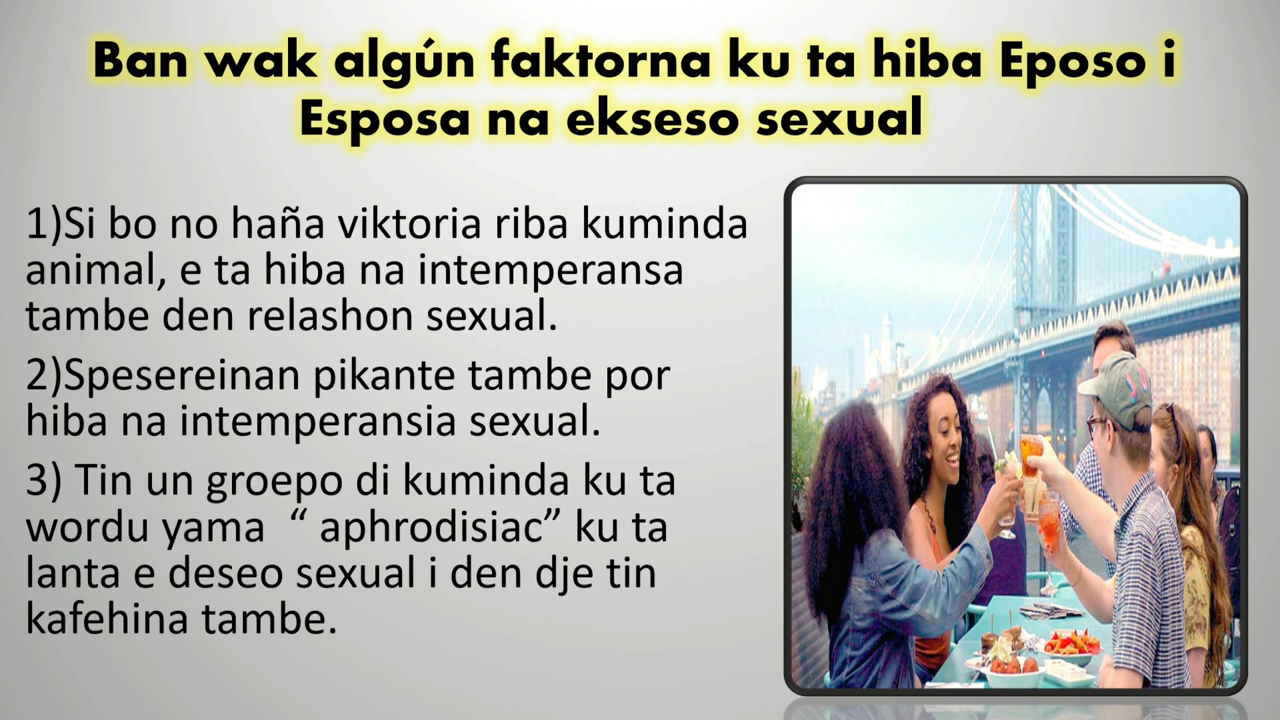 Ban wak algún faktorna ku ta hiba Eposo i
Esposa na ekseso sexual
1)Si bo no haña viktoria riba kuminda
animal, e ta hiba na intemperansa
tambe den relashon sexual.
2)Spesereinan pikante tambe por
hiba na intemperansia sexual.
3) Tin un groepo di kuminda ku ta
wordu yama “ aphrodisiac” ku ta
lanta e deseo sexual i den dje tin
kafehina tambe.